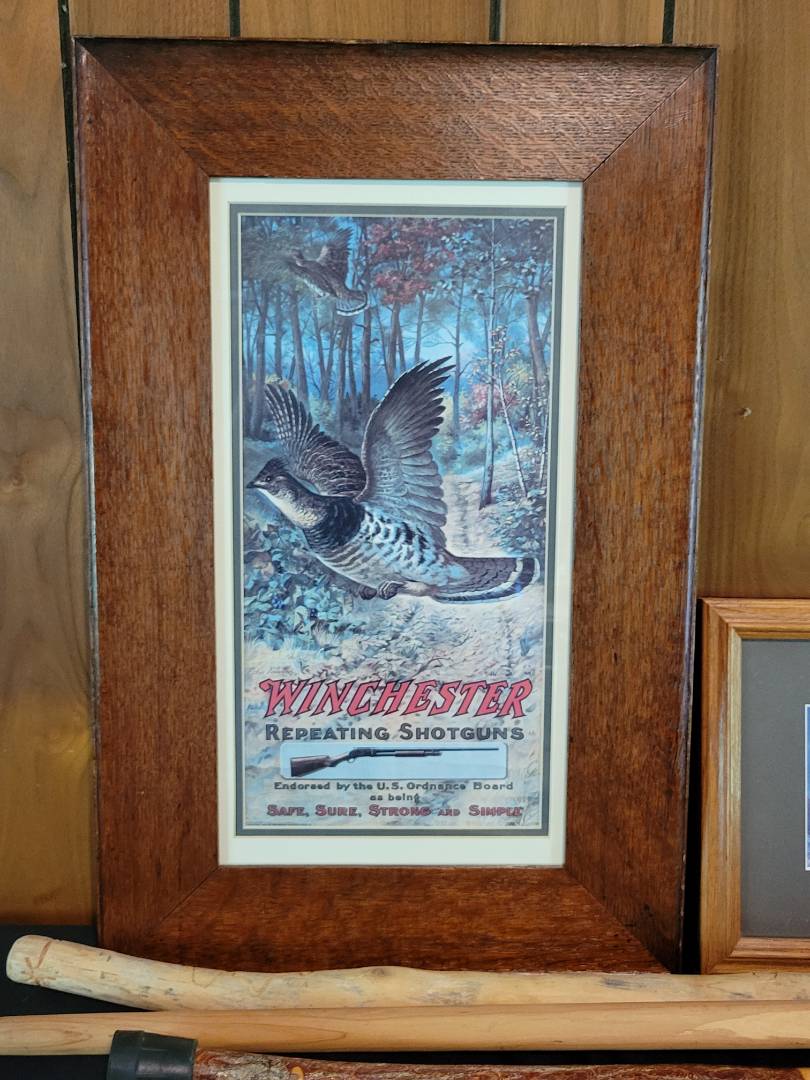 WINCHESTER
REPEATING SHOTGUNS
Endorsed by the U.S. Ordnance Board
as being
SAFE, SURE, STRONG AND SIMPLE